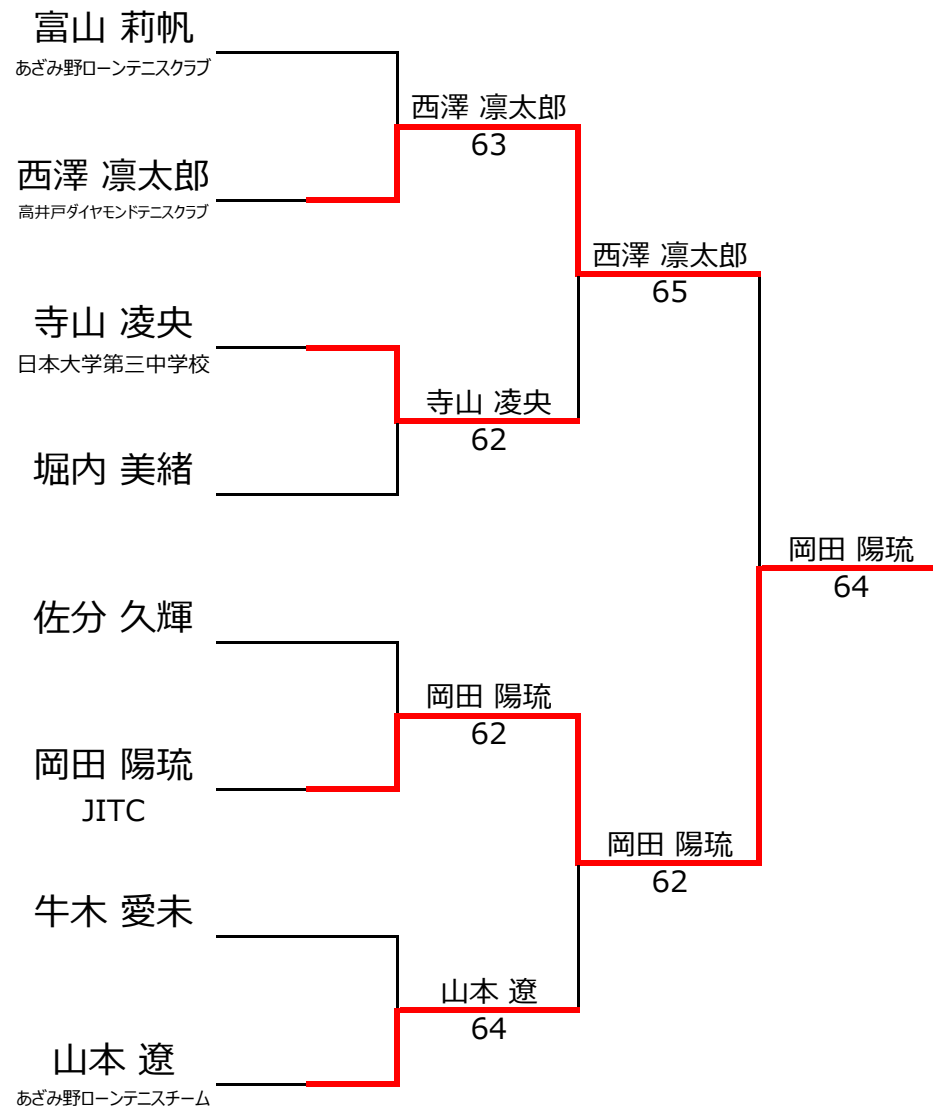 富山 莉帆
あざみ野ローンテニスクラブ
西澤 凛太郎
63
西澤 凛太郎
高井戸ダイヤモンドテニスクラブ
西澤 凛太郎
65
寺山 凌央
日本大学第三中学校
寺山 凌央
62
堀内 美緒
岡田 陽琉
64
佐分 久輝
岡田 陽琉
62
岡田 陽琉
JITC
岡田 陽琉
62
牛木 愛未
山本 遼
64
山本 遼
あざみ野ローンテニスチーム